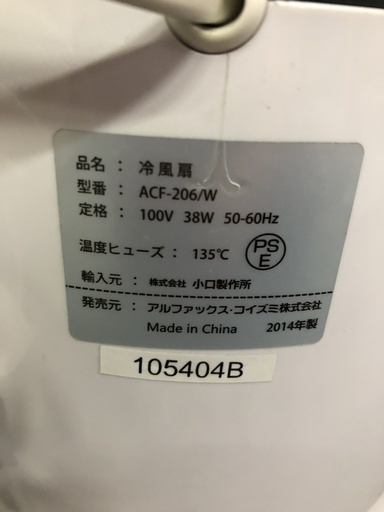 品名： 冷風扇
型番： ACF-206/W
定格： 100V 38W 50-60Hz
温度ヒューズ： 135℃ PSE
輸入元： 株式会社 小口製作所
発売元： アルファックス・コイズミ株式会社
Made in China 2014年製
105404B